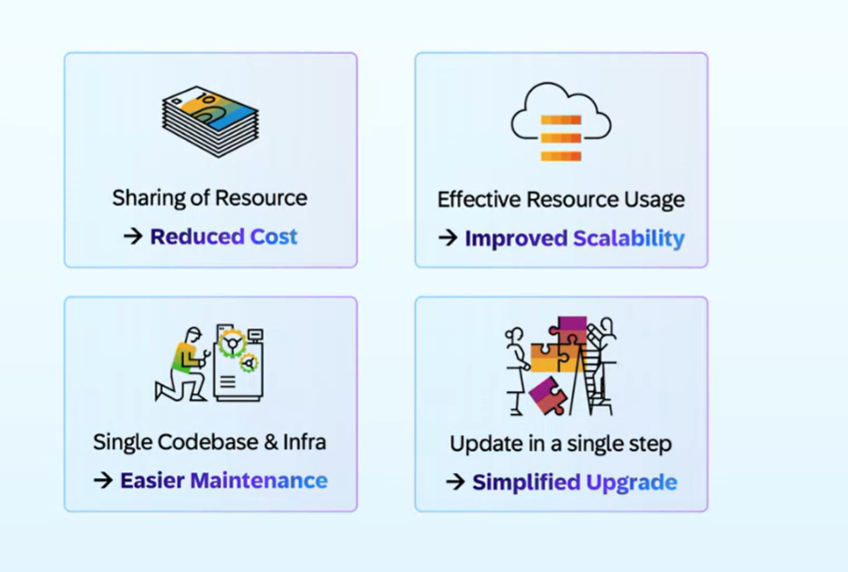 10
Sharing of Resource
→ Reduced Cost
Effective Resource Usage
→ Improved Scalability
Single Codebase & Infra
→ Easier Maintenance
Update in a single step
→ Simplified Upgrade